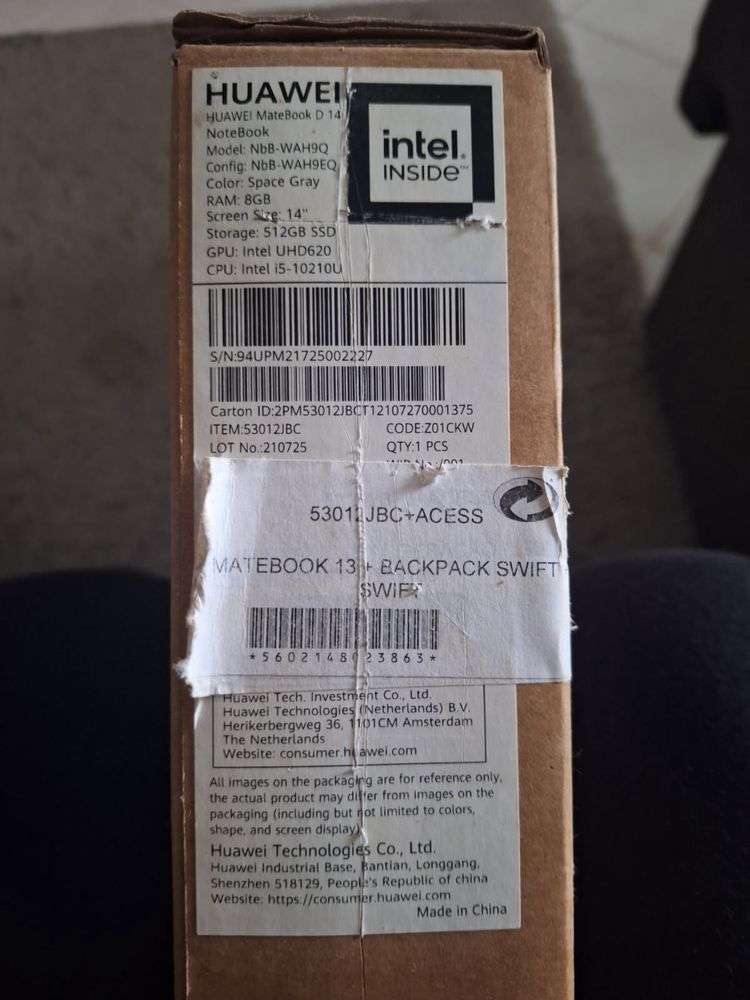 HUAWEI
HUAWEI MateBook D 14
NoteBook
Model: NbB-WAH9Q
Config: NbB-WAH9EQ
Color: Space Gray
RAM: 8GB
Screen Size: 14"
Storage: 512GB SSD
GPU: Intel UHD620
CPU: Intel i5-10210U
intel.
INSIDE™
S/N:94UPM21725002227
Carton ID:2PM53012JBCT12107270001375
ITEM:53012JBC CODE:Z01CKW
LOT No.:210725 QTY:1 PCS
53012JBC+ACESS
MATEBOOK 13 + BACKPACK SWIFT
SWIFT
*5602148023863*
Huawei Tech. Investment Co., Ltd.
Huawei Technologies (Netherlands) B.V.
Herikerbergweg 36, 1101CM Amsterdam
The Netherlands
Website: consumer.huawei.com
All images on the packaging are for reference only,
the actual product may differ from images on the
packaging (including but not limited to colors,
shape, and screen display).
Huawei Technologies Co., Ltd.
Huawei Industrial Base, Bantian, Longgang,
Shenzhen 518129, People's Republic of china
Website: https://consumer.huawei.com
Made in China